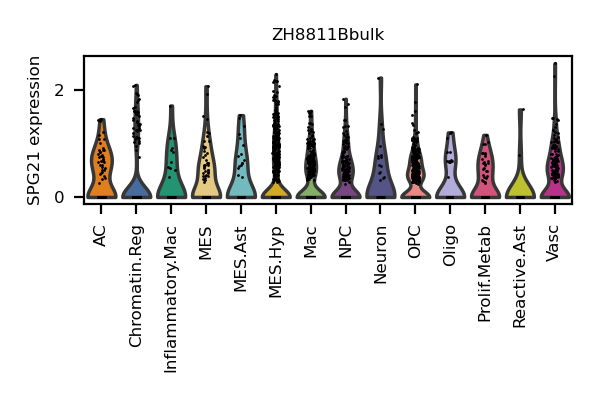 ZH8811Bbulk
SPG21 expression
2
0
AC
Chromatin.Reg
Inflammatory.Mac
MES
MES.Ast
MES.Hyp
Mac
NPC
Neuron
OPC
Oligo
Prolif.Metab
Reactive.Ast
Vasc